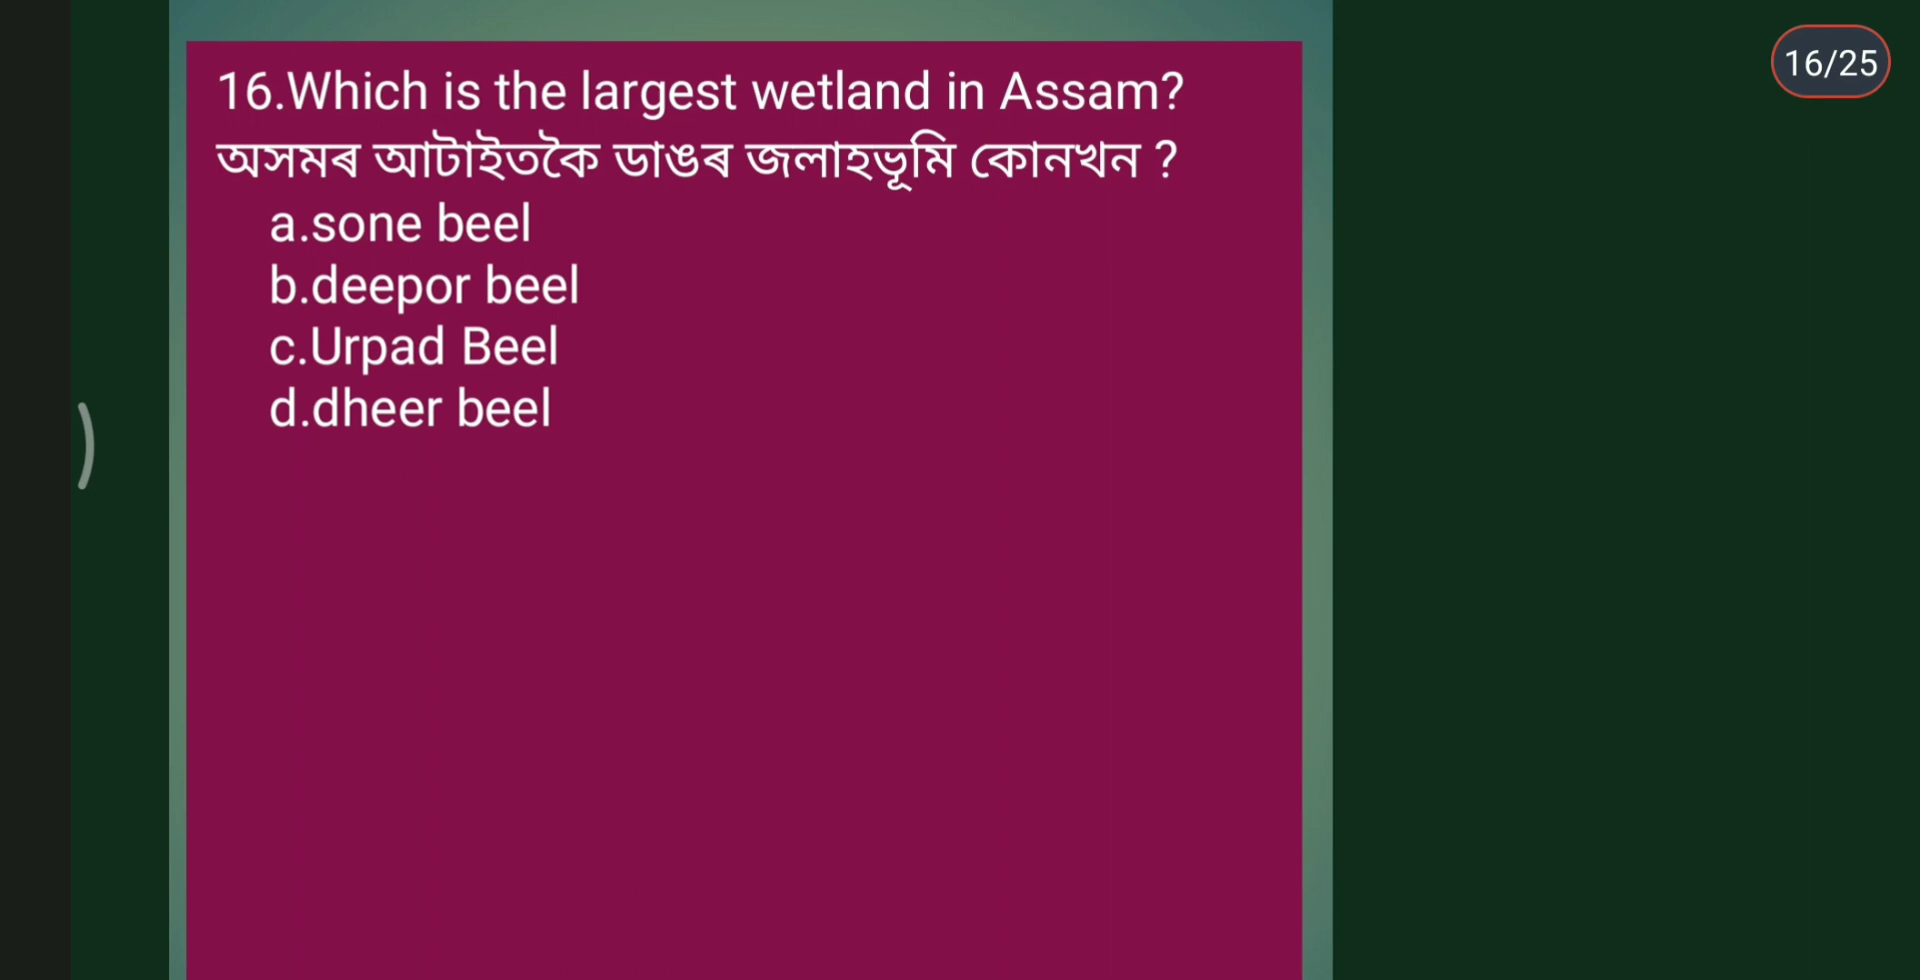 16.Which is the largest wetland in Assam?
অসমৰ আটাইতকৈ ডাঙৰ জলাহভূমি কোনখন ?
a.sone beel
b.deepor beel
c.Urpad Beel
d.dheer beel
16/25